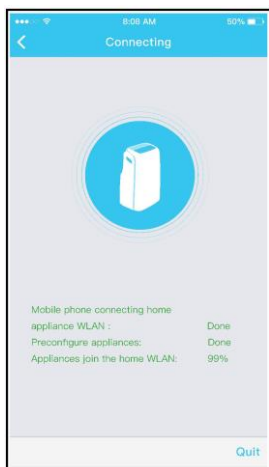 8:08 AM
50%
Connecting
Mobile phone connecting home
appliance WLAN : Done
Preconfigure appliances: Done
Appliances join the home WLAN: 99%
Quit